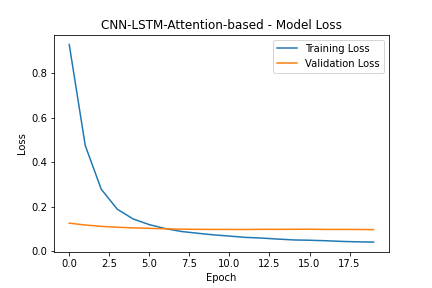 CNN-LSTM-Attention-based - Model Loss
Training Loss
Validation Loss
Loss
0.8
0.6
0.4
0.2
0.0
0.0 2.5 5.0 7.5 10.0 12.5 15.0 17.5
Epoch